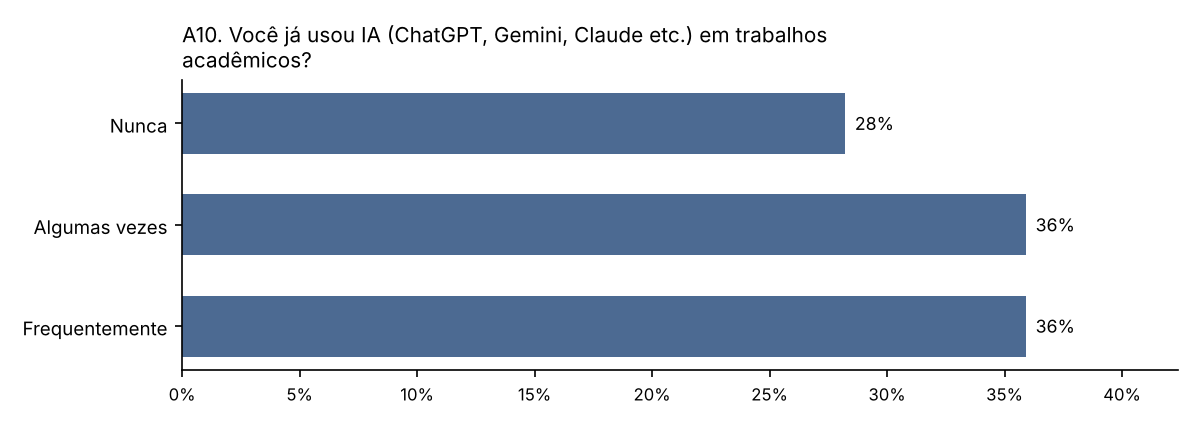 A10. Você já usou IA (ChatGPT, Gemini, Claude etc.) em trabalhos
acadêmicos?
Nunca
28%
Algumas vezes
36%
Frequentemente
36%
0% 5% 10% 15% 20% 25% 30% 35% 40%